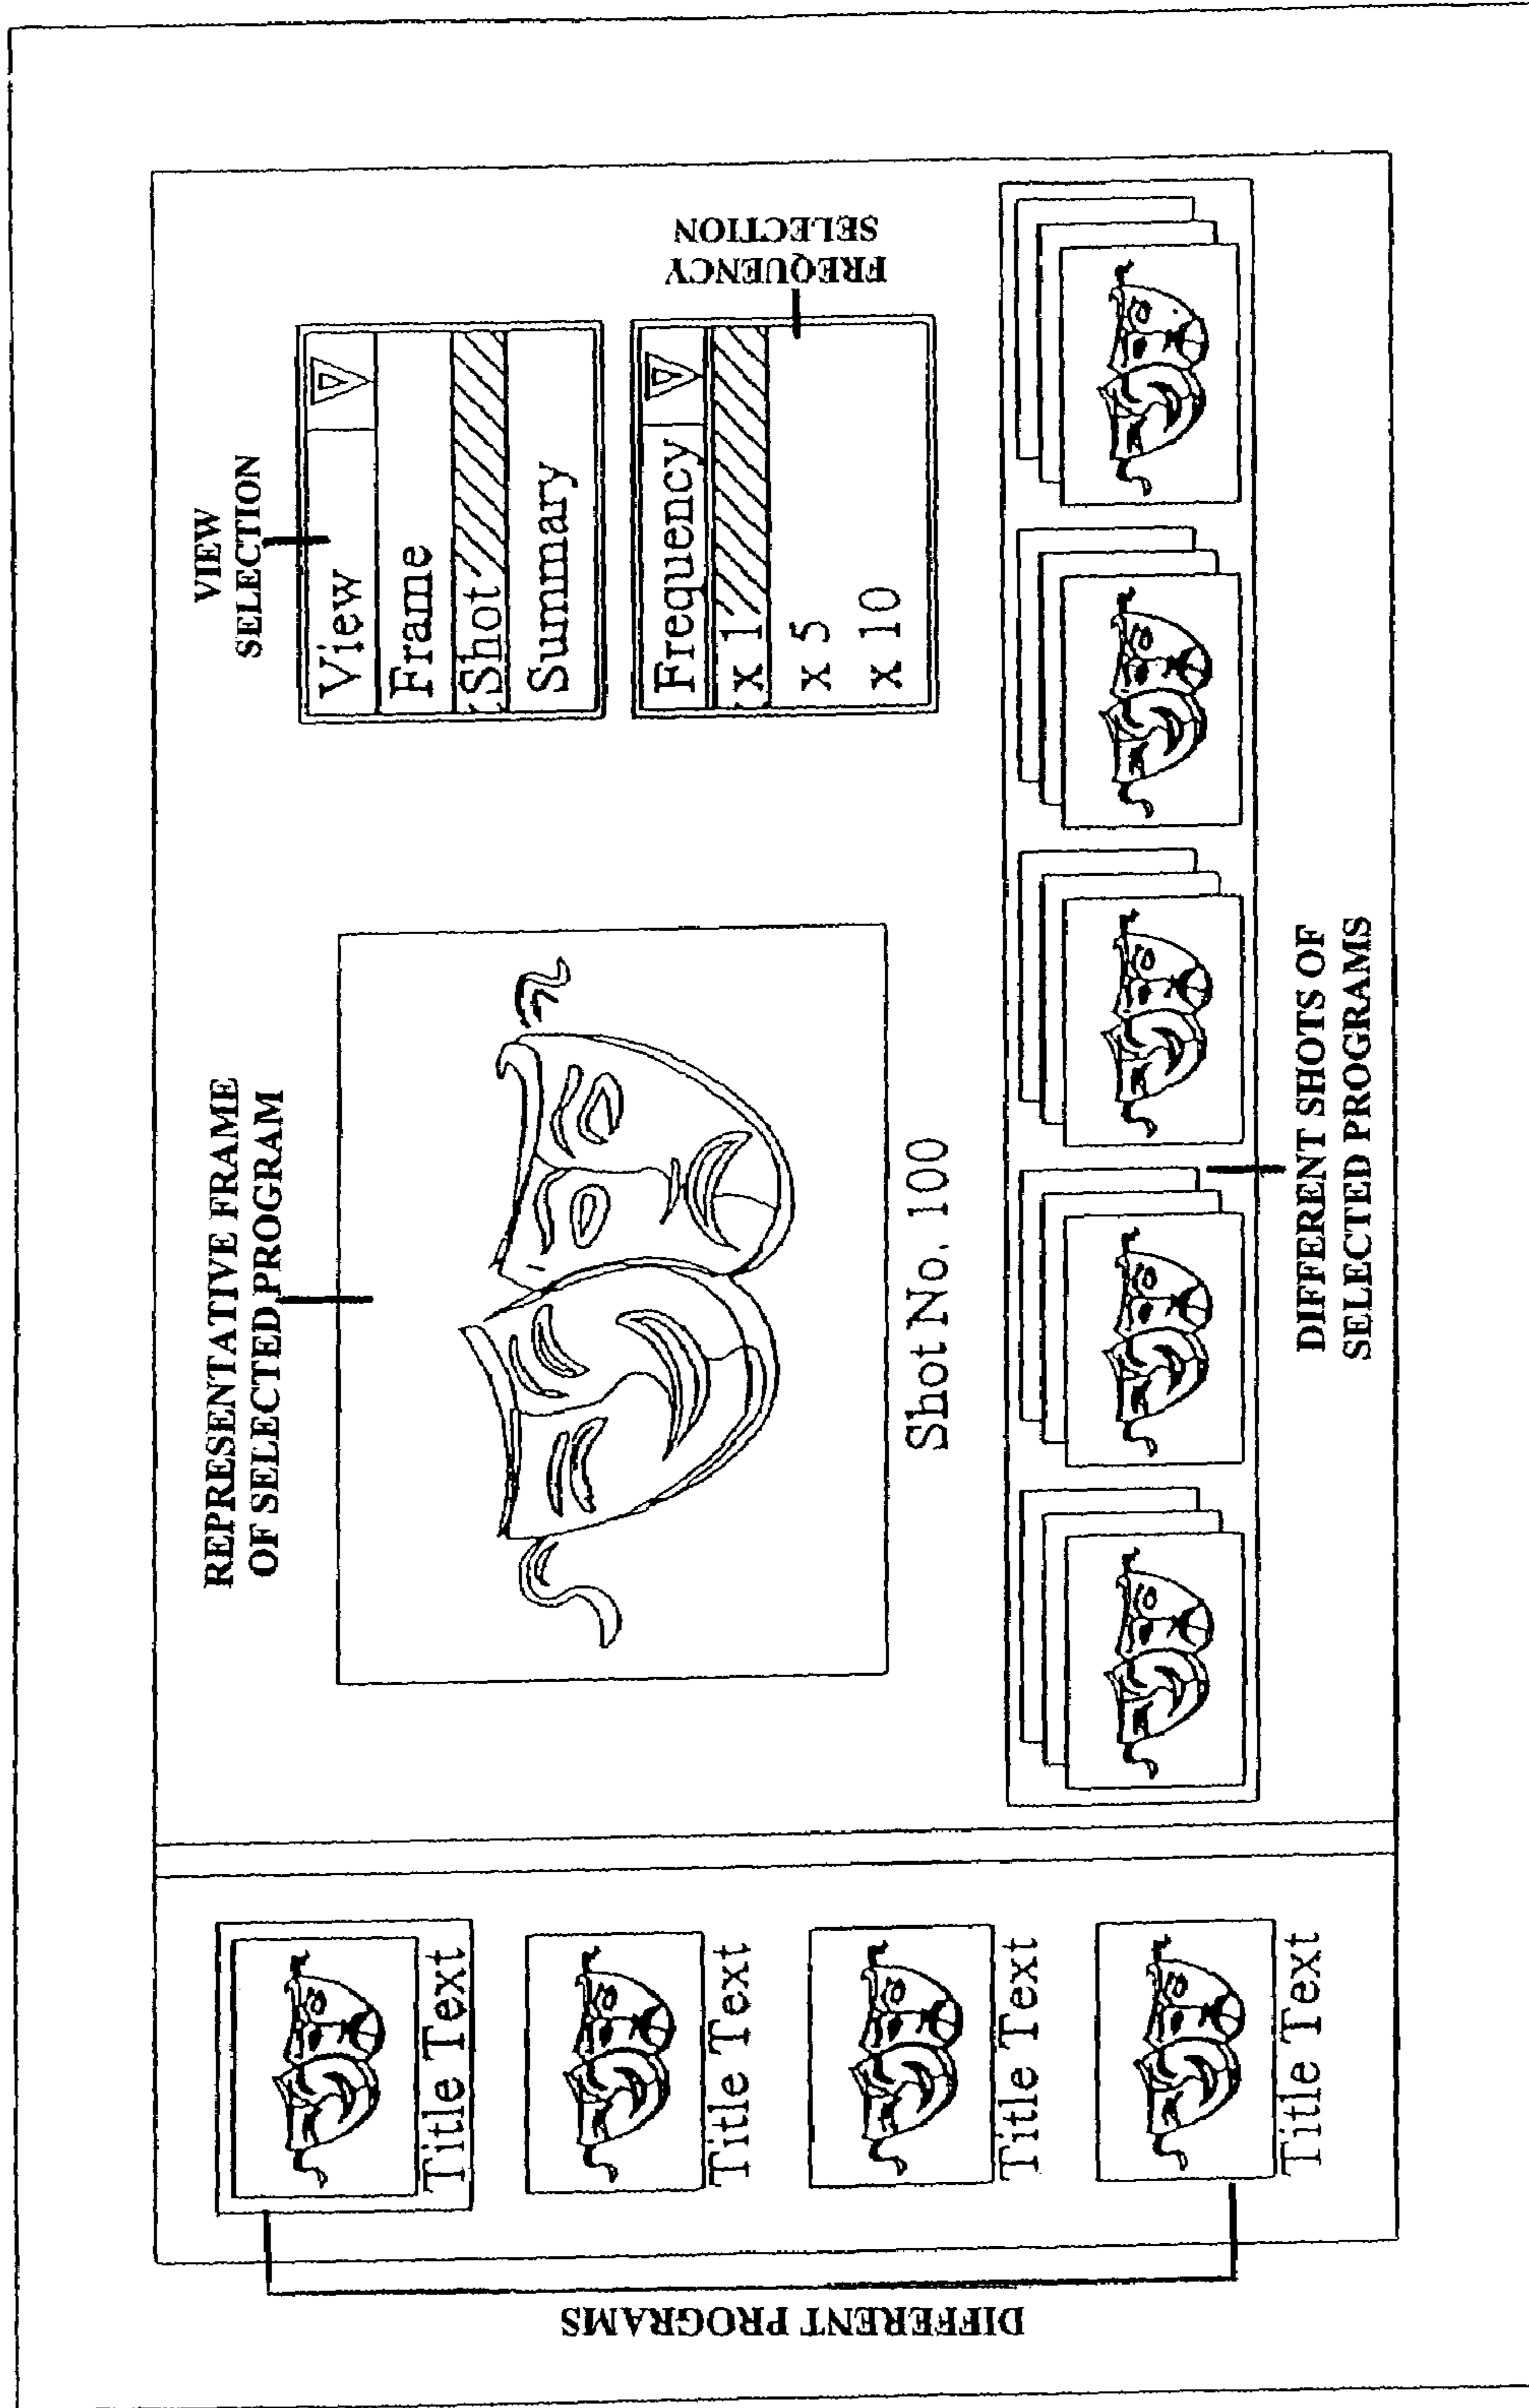 REPRESENTATIVE FRAME
OF SELECTED PROGRAM
VIEW
SELECTION
View
Frame
Shot
Summary
Frequency
x 1
x 5
x 10
FREQUENCY
SELECTION
Shot No. 100
DIFFERENT SHOTS OF
SELECTED PROGRAMS
Title Text
Title Text
Title Text
Title Text
DIFFERENT PROGRAMS